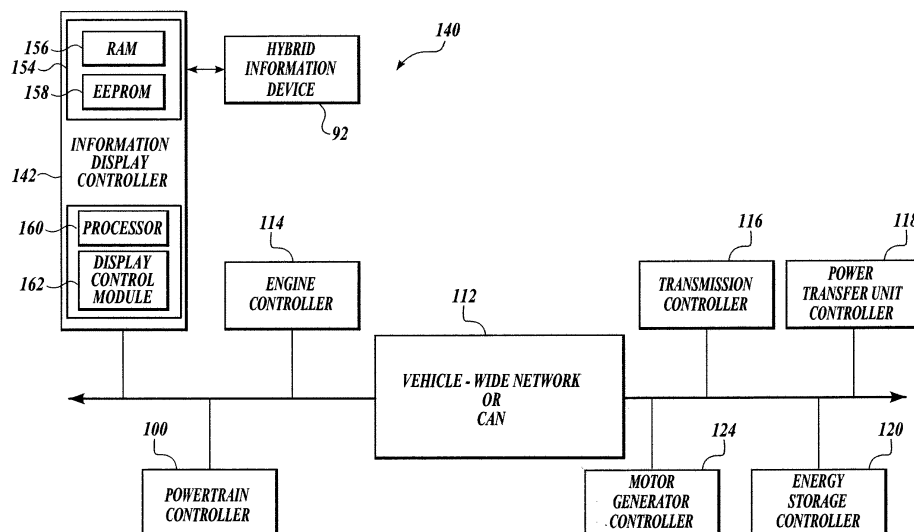 140
156
RAM
154
158
EEPROM
HYBRID
INFORMATION
DEVICE
92
INFORMATION
DISPLAY
CONTROLLER
142
160
PROCESSOR
162
DISPLAY
CONTROL
MODULE
114
ENGINE
CONTROLLER
112
VEHICLE - WIDE NETWORK
OR
CAN
116
TRANSMISSION
CONTROLLER
118
POWER
TRANSFER UNIT
CONTROLLER
100
POWERTRAIN
CONTROLLER
124
MOTOR
GENERATOR
CONTROLLER
120
ENERGY
STORAGE
CONTROLLER